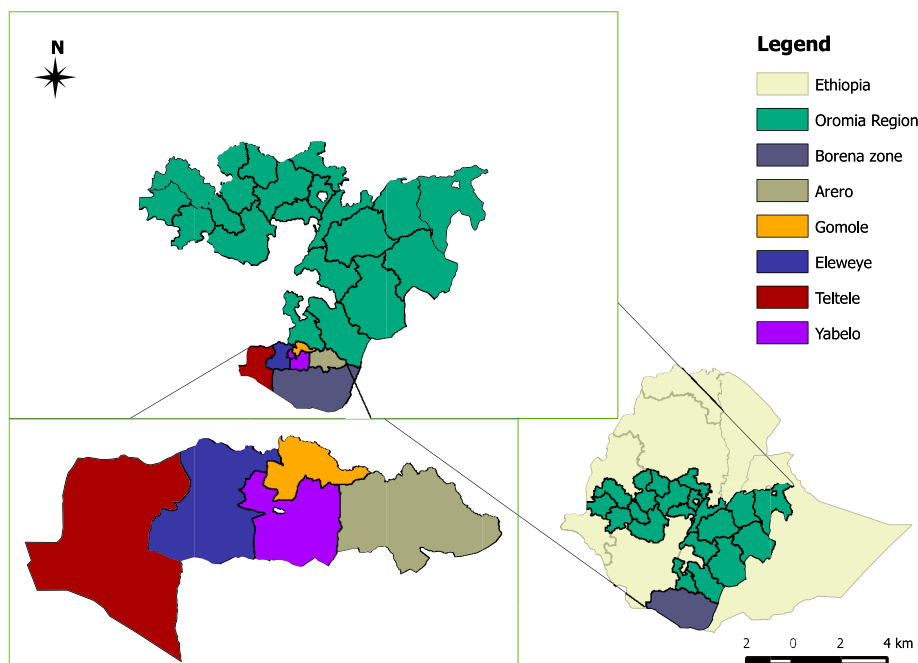 N
Legend
Ethiopia
Oromia Region
Borena zone
Arero
Gomole
Eleweye
Teltele
Yabelo
2 0 2 4 km